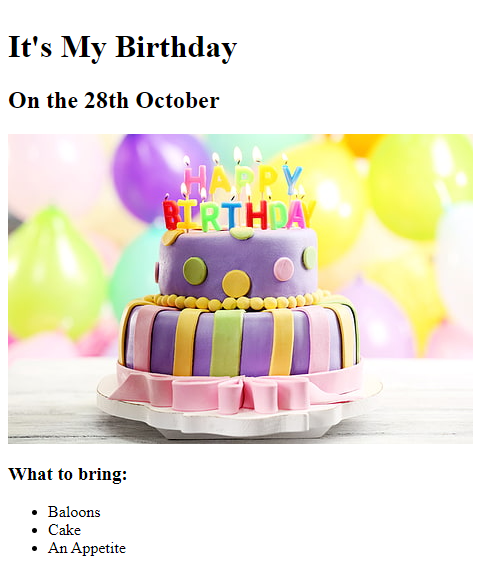 It's My Birthday
On the 28th October
HAPPY
BIRTHDAY
What to bring:
Baloons
Cake
An Appetite